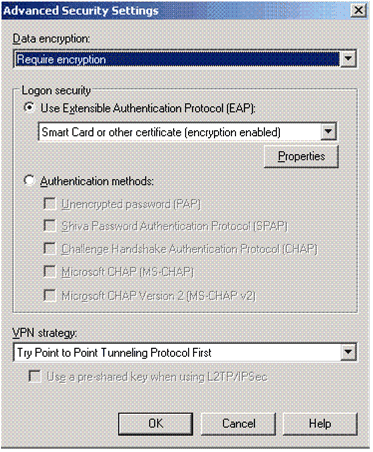 Advanced Security Settings
Data encryption:
Require encryption
Logon security
Use Extensible Authentication Protocol (EAP):
Smart Card or other certificate (encryption enabled)
Properties
Authentication methods:
Unencrypted password (PAP)
Shiva Password Authentication Protocol (SPAP)
Challenge Handshake Authentication Protocol (CHAP)
Microsoft CHAP (MS-CHAP)
Microsoft CHAP Version 2 (MS-CHAP v2)
VPN strategy:
Try Point to Point Tunneling Protocol First
Use a pre-shared key when using L2TP/IPSec
OK
Cancel
Help